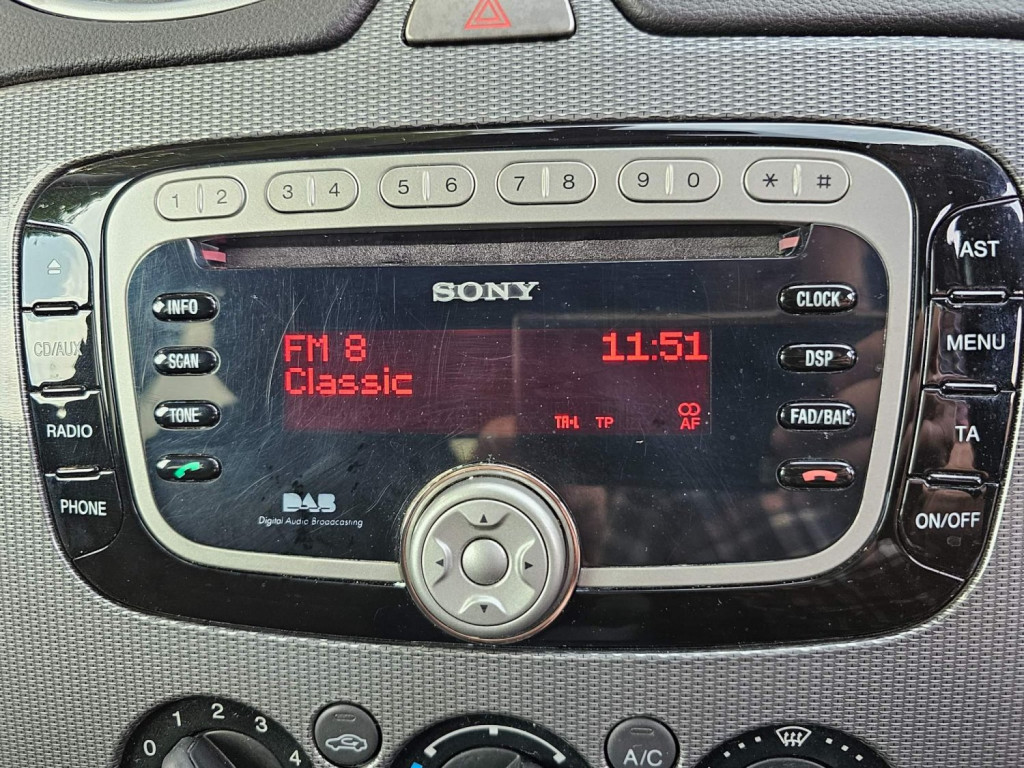 1 2 3 4 5 6 7 8 9 0 * #
SONY
INFO
SCAN
TONE
CD/AUX
RADIO
PHONE
FM 8 11:51
Classic
TA-L TP AF
DAB
Digital Audio Broadcasting
CLOCK
DSP
FAD/BAL
AST
MENU
TA
ON/OFF
0 1 2 3 4
A/C